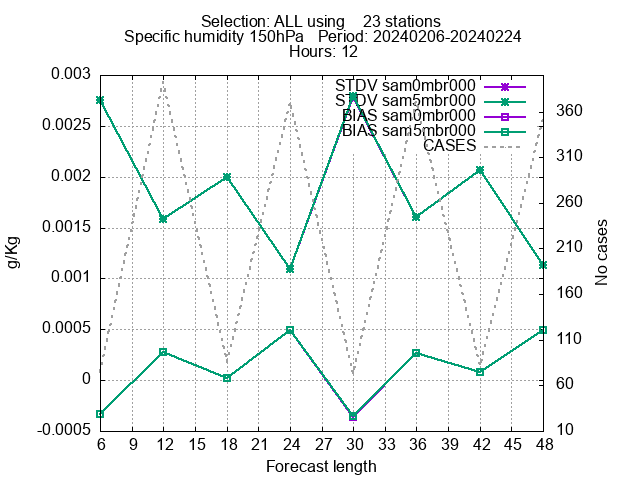 Selection: ALL using    23 stations
Specific humidity 150hPa   Period: 20240206-20240224
Hours: 12
STDV sam0mbr000
STDV sam5mbr000
BIAS sam0mbr000
BIAS sam5mbr000
CASES
g/Kg
0.003
0.0025
0.002
0.0015
0.001
0.0005
0
-0.0005
360
310
260
210
160
110
60
10
No cases
6 9 12 15 18 21 24 27 30 33 36 39 42 45 48
Forecast length